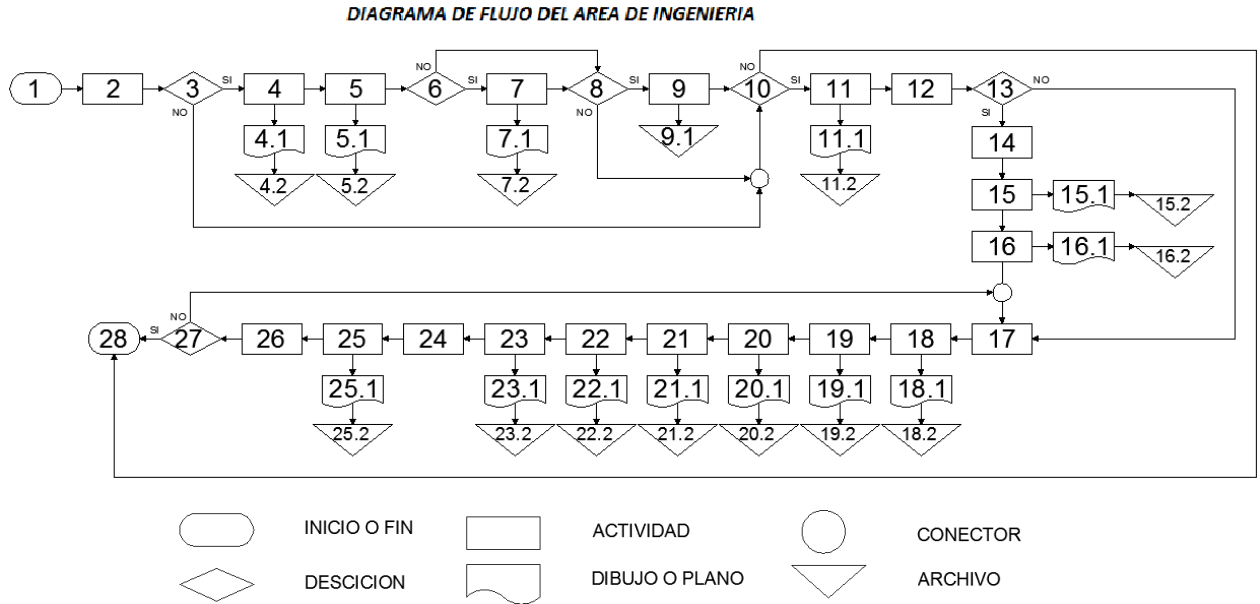 DIAGRAMA DE FLUJO DEL AREA DE INGENIERIA
NO
NO
1 2 3 SI 4 5 6 SI 7 8 SI 9 10 SI 11 12 13 NO
NO NO SI
4.1 5.1 7.1 9.1 11.1 14
4.2 5.2 7.2 11.2
15 15.1 15.2
16 16.1 16.2
NO
28 SI 27 26 25 24 23 22 21 20 19 18 17
25.1 23.1 22.1 21.1 20.1 19.1 18.1
25.2 23.2 22.2 21.2 20.2 19.2 18.2
INICIO O FIN ACTIVIDAD CONECTOR
DESCICION DIBUJO O PLANO ARCHIVO